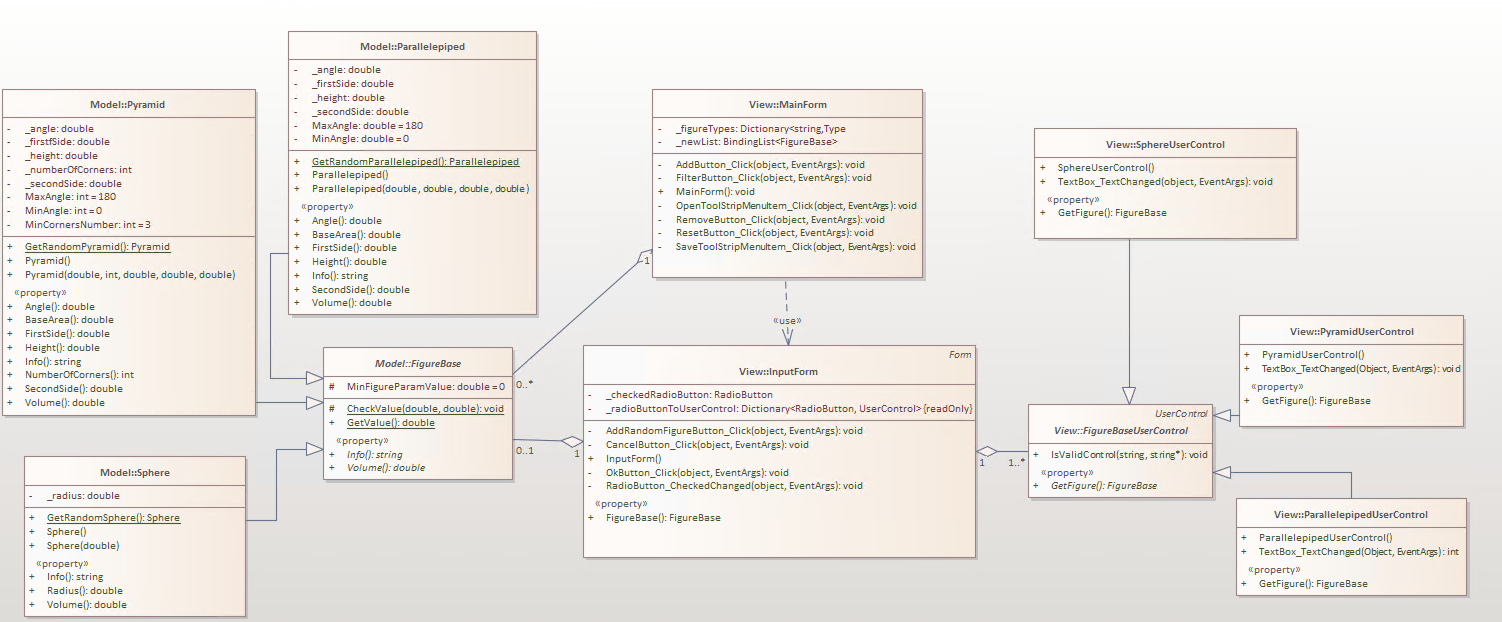 Model::Pyramid
- _angle: double
- _firstfSide: double
- _height: double
- _numberOfCorners: int
- _secondSide: double
- MaxAngle: int = 180
- MinAngle: int = 0
- MinCornersNumber: int = 3
+ GetRandomPyramid(): Pyramid
+ Pyramid()
+ Pyramid(double, int, double, double, double)
«property»
+ Angle(): double
+ BaseArea(): double
+ FirstSide(): double
+ Height(): double
+ Info(): string
+ NumberOfCorners(): int
+ SecondSide(): double
+ Volume(): double
Model::Parallelepiped
- _angle: double
- _firstSide: double
- _height: double
- _secondSide: double
- MaxAngle: double = 180
- MinAngle: double = 0
+ GetRandomParallelepiped(): Parallelepiped
+ Parallelepiped()
+ Parallelepiped(double, double, double, double)
«property»
+ Angle(): double
+ BaseArea(): double
+ FirstSide(): double
+ Height(): double
+ Info(): string
+ SecondSide(): double
+ Volume(): double
Model::Sphere
- _radius: double
+ GetRandomSphere(): Sphere
+ Sphere()
+ Sphere(double)
«property»
+ Info(): string
+ Radius(): double
+ Volume(): double
Model::FigureBase
# MinFigureParamValue: double = 0
# CheckValue(double, double): void
+ GetValue(): double
«property»
+ Info(): string
+ Volume(): double
0..*
0..1
1
1
View::MainForm
- _figureTypes: Dictionary<string,Type
- _newList: BindingList<FigureBase>
- AddButton_Click(object, EventArgs): void
- FilterButton_Click(object, EventArgs): void
+ MainForm(): void
- OpenToolStripMenuItem_Click(object, EventArgs): void
- RemoveButton_Click(object, EventArgs): void
- ResetButton_Click(object, EventArgs): void
- SaveToolStripMenuItem_Click(object, EventArgs): void
«use»
Form
View::InputForm
- _checkedRadioButton: RadioButton
- _radioButtonToUserControl: Dictionary<RadioButton, UserControl> {readOnly}
- AddRandomFigureButton_Click(object, EventArgs): void
- CancelButton_Click(object, EventArgs): void
+ InputForm()
- OkButton_Click(object, EventArgs): void
- RadioButton_CheckedChanged(object, EventArgs): void
«property»
+ FigureBase(): FigureBase
1
1..*
View::SphereUserControl
+ SphereUserControl()
+ TextBox_TextChanged(object, EventArgs): void
«property»
+ GetFigure(): FigureBase
UserControl
View::FigureBaseUserControl
+ IsValidControl(string, string*): void
«property»
+ GetFigure(): FigureBase
View::PyramidUserControl
+ PyramidUserControl()
+ TextBox_TextChanged(Object, EventArgs): void
«property»
+ GetFigure(): FigureBase
View::ParallelepipedUserControl
+ ParallelepipedUserControl()
+ TextBox_TextChanged(Object, EventArgs): int
«property»
+ GetFigure(): FigureBase